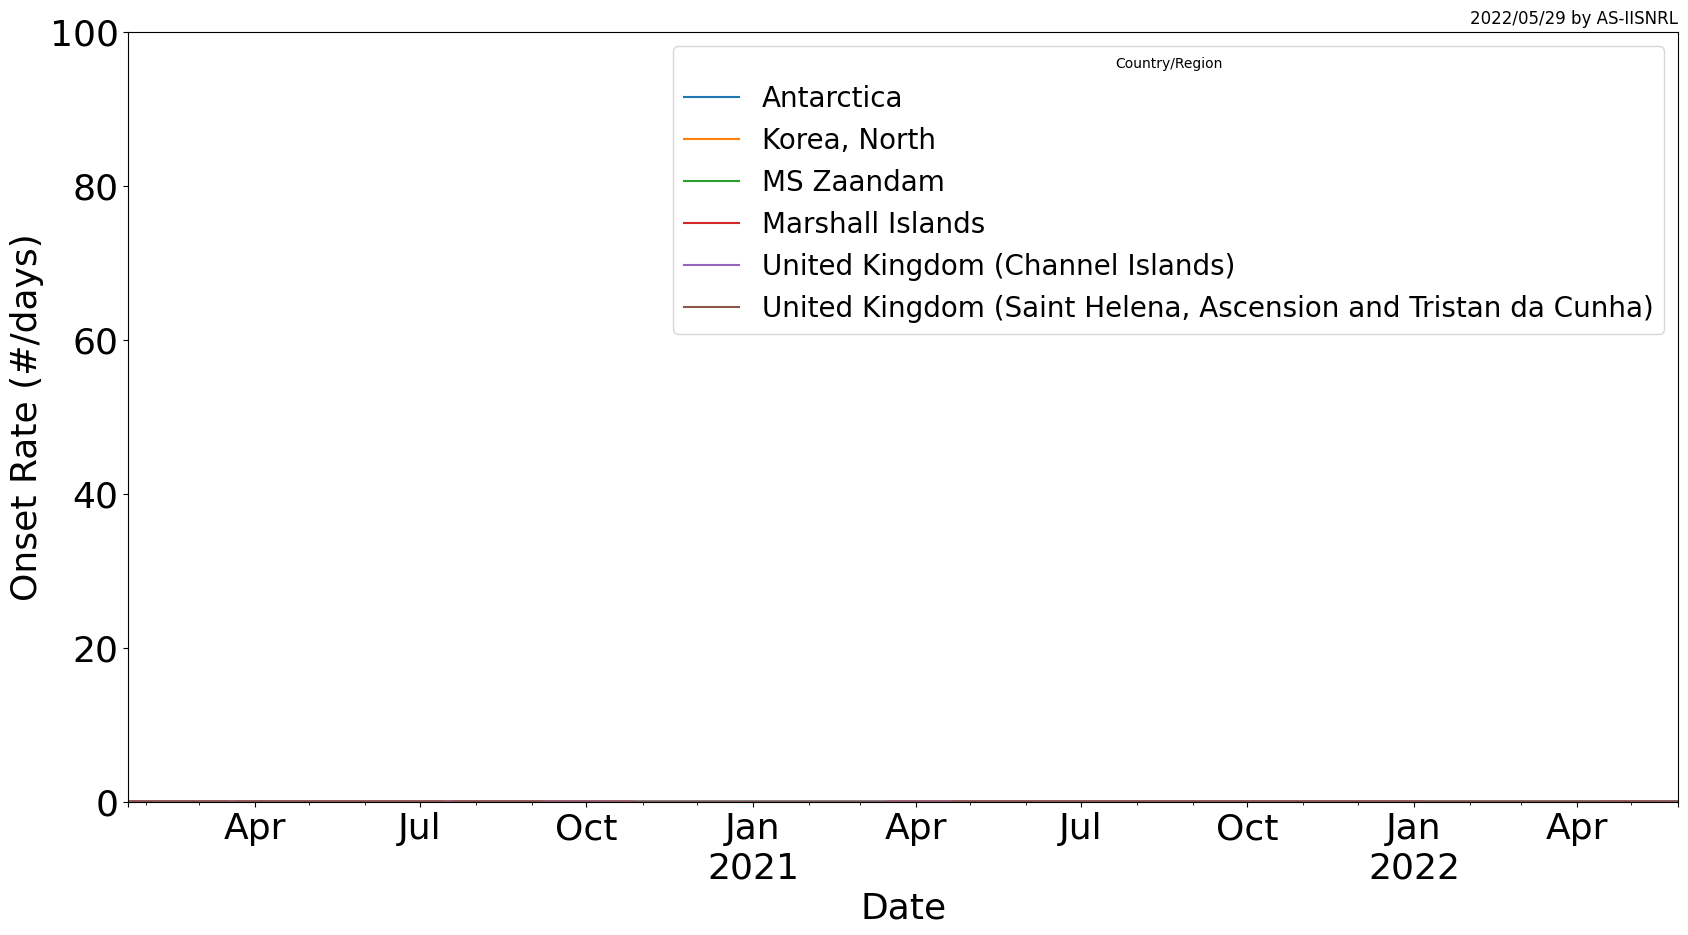 2022/05/29 by AS-IISNRL
100
80
60
40
20
0
Onset Rate (#/days)
Country/Region
Antarctica
Korea, North
MS Zaandam
Marshall Islands
United Kingdom (Channel Islands)
United Kingdom (Saint Helena, Ascension and Tristan da Cunha)
Apr Jul Oct Jan Apr Jul Oct Jan Apr
2021 2022
Date